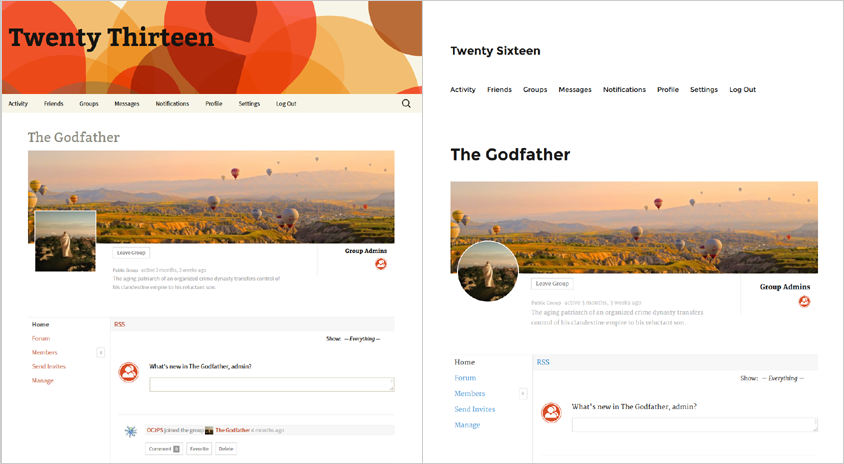 Twenty Thirteen
Activity Friends Groups Messages Notifications Profile Settings Log Out
The Godfather
Leave Group
Group Admins
Public Group active 3 months, 2 weeks ago
The aging patriarch of an organized crime dynasty transfers control of
his clandestine empire to his reluctant son.
Home
Forum
Members
Send Invites
Manage
RSS
Show: — Everything —
What's new in The Godfather, admin?
joined the group The Godfather 4 months ago
Comment 0 Favorite Delete
Twenty Sixteen
Activity Friends Groups Messages Notifications Profile Settings Log Out
The Godfather
Leave Group
Group Admins
Public Group active 3 months, 2 weeks ago
The aging patriarch of an organized crime dynasty transfers
control of his clandestine empire to his reluctant son.
Home
Forum
Members
Send Invites
Manage
RSS
Show: — Everything —
What's new in The Godfather, admin?